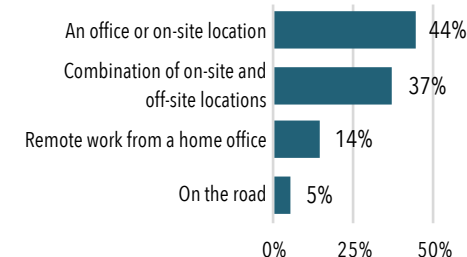 An office or on-site location 44%
Combination of on-site and
off-site locations 37%
Remote work from a home office 14%
On the road 5%
0% 25% 50%